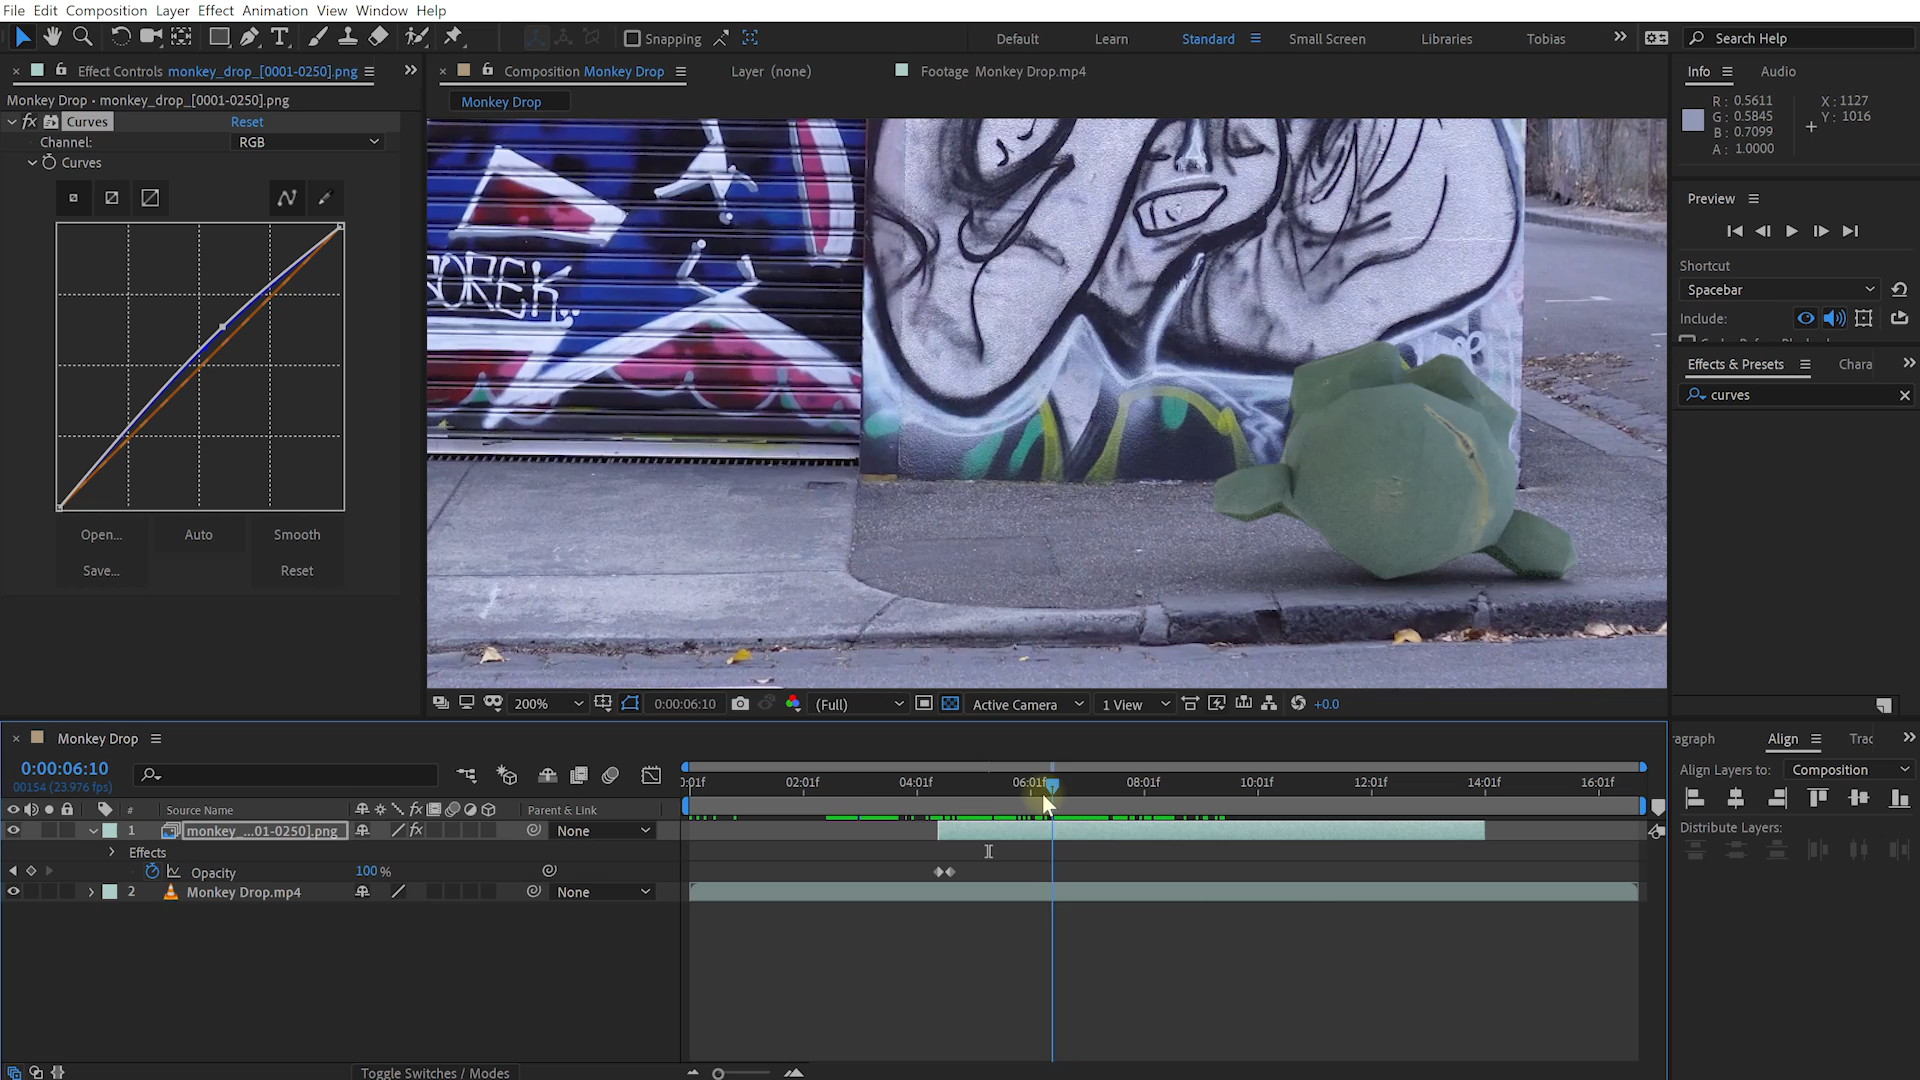 File Edit Composition Layer Effect Animation View Window Help
Snapping
Default Learn Standard Small Screen Libraries Tobias
Search Help
Effect Controls monkey_drop_[0001-0250].png
Composition Monkey Drop
Layer (none)
Footage Monkey Drop.mp4
Info Audio
Monkey Drop • monkey_drop_[0001-0250].png
Monkey Drop
R: 0.5611
G: 0.5845
B: 0.7099
A: 1.0000
X: 1127
Y: 1016
fx Curves Reset
Channel: RGB
Curves
Open... Auto Smooth
Save... Reset
Preview
Shortcut
Spacebar
Include:
Effects & Presets Chara
curves
200% 0:00:06:10 (Full) Active Camera 1 View +0.0
Monkey Drop
0:00:06:10
00154 (23.976 fps)
:00f 02:01f 04:01f 06:01f 08:01f 10:01f 12:01f 14:01f 16:01f
# Source Name fx Parent & Link
1 monkey_...01-0250].png fx None
Effects
Opacity 100 %
2 Monkey Drop.mp4 None
Toggle Switches / Modes
ragraph Align Trac
Align Layers to: Composition
Distribute Layers: